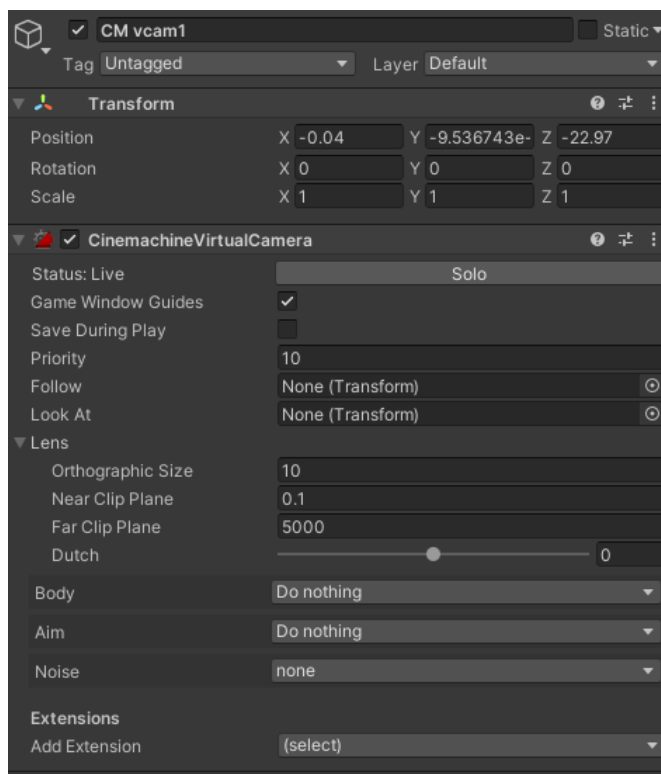 CM vcam1 Static
Tag Untagged Layer Default
Transform
Position X -0.04 Y -9.536743e- Z -22.97
Rotation X 0 Y 0 Z 0
Scale X 1 Y 1 Z 1
CinemachineVirtualCamera
Status: Live Solo
Game Window Guides
Save During Play
Priority 10
Follow None (Transform)
Look At None (Transform)
Lens
Orthographic Size 10
Near Clip Plane 0.1
Far Clip Plane 5000
Dutch 0
Body Do nothing
Aim Do nothing
Noise none
Extensions
Add Extension (select)